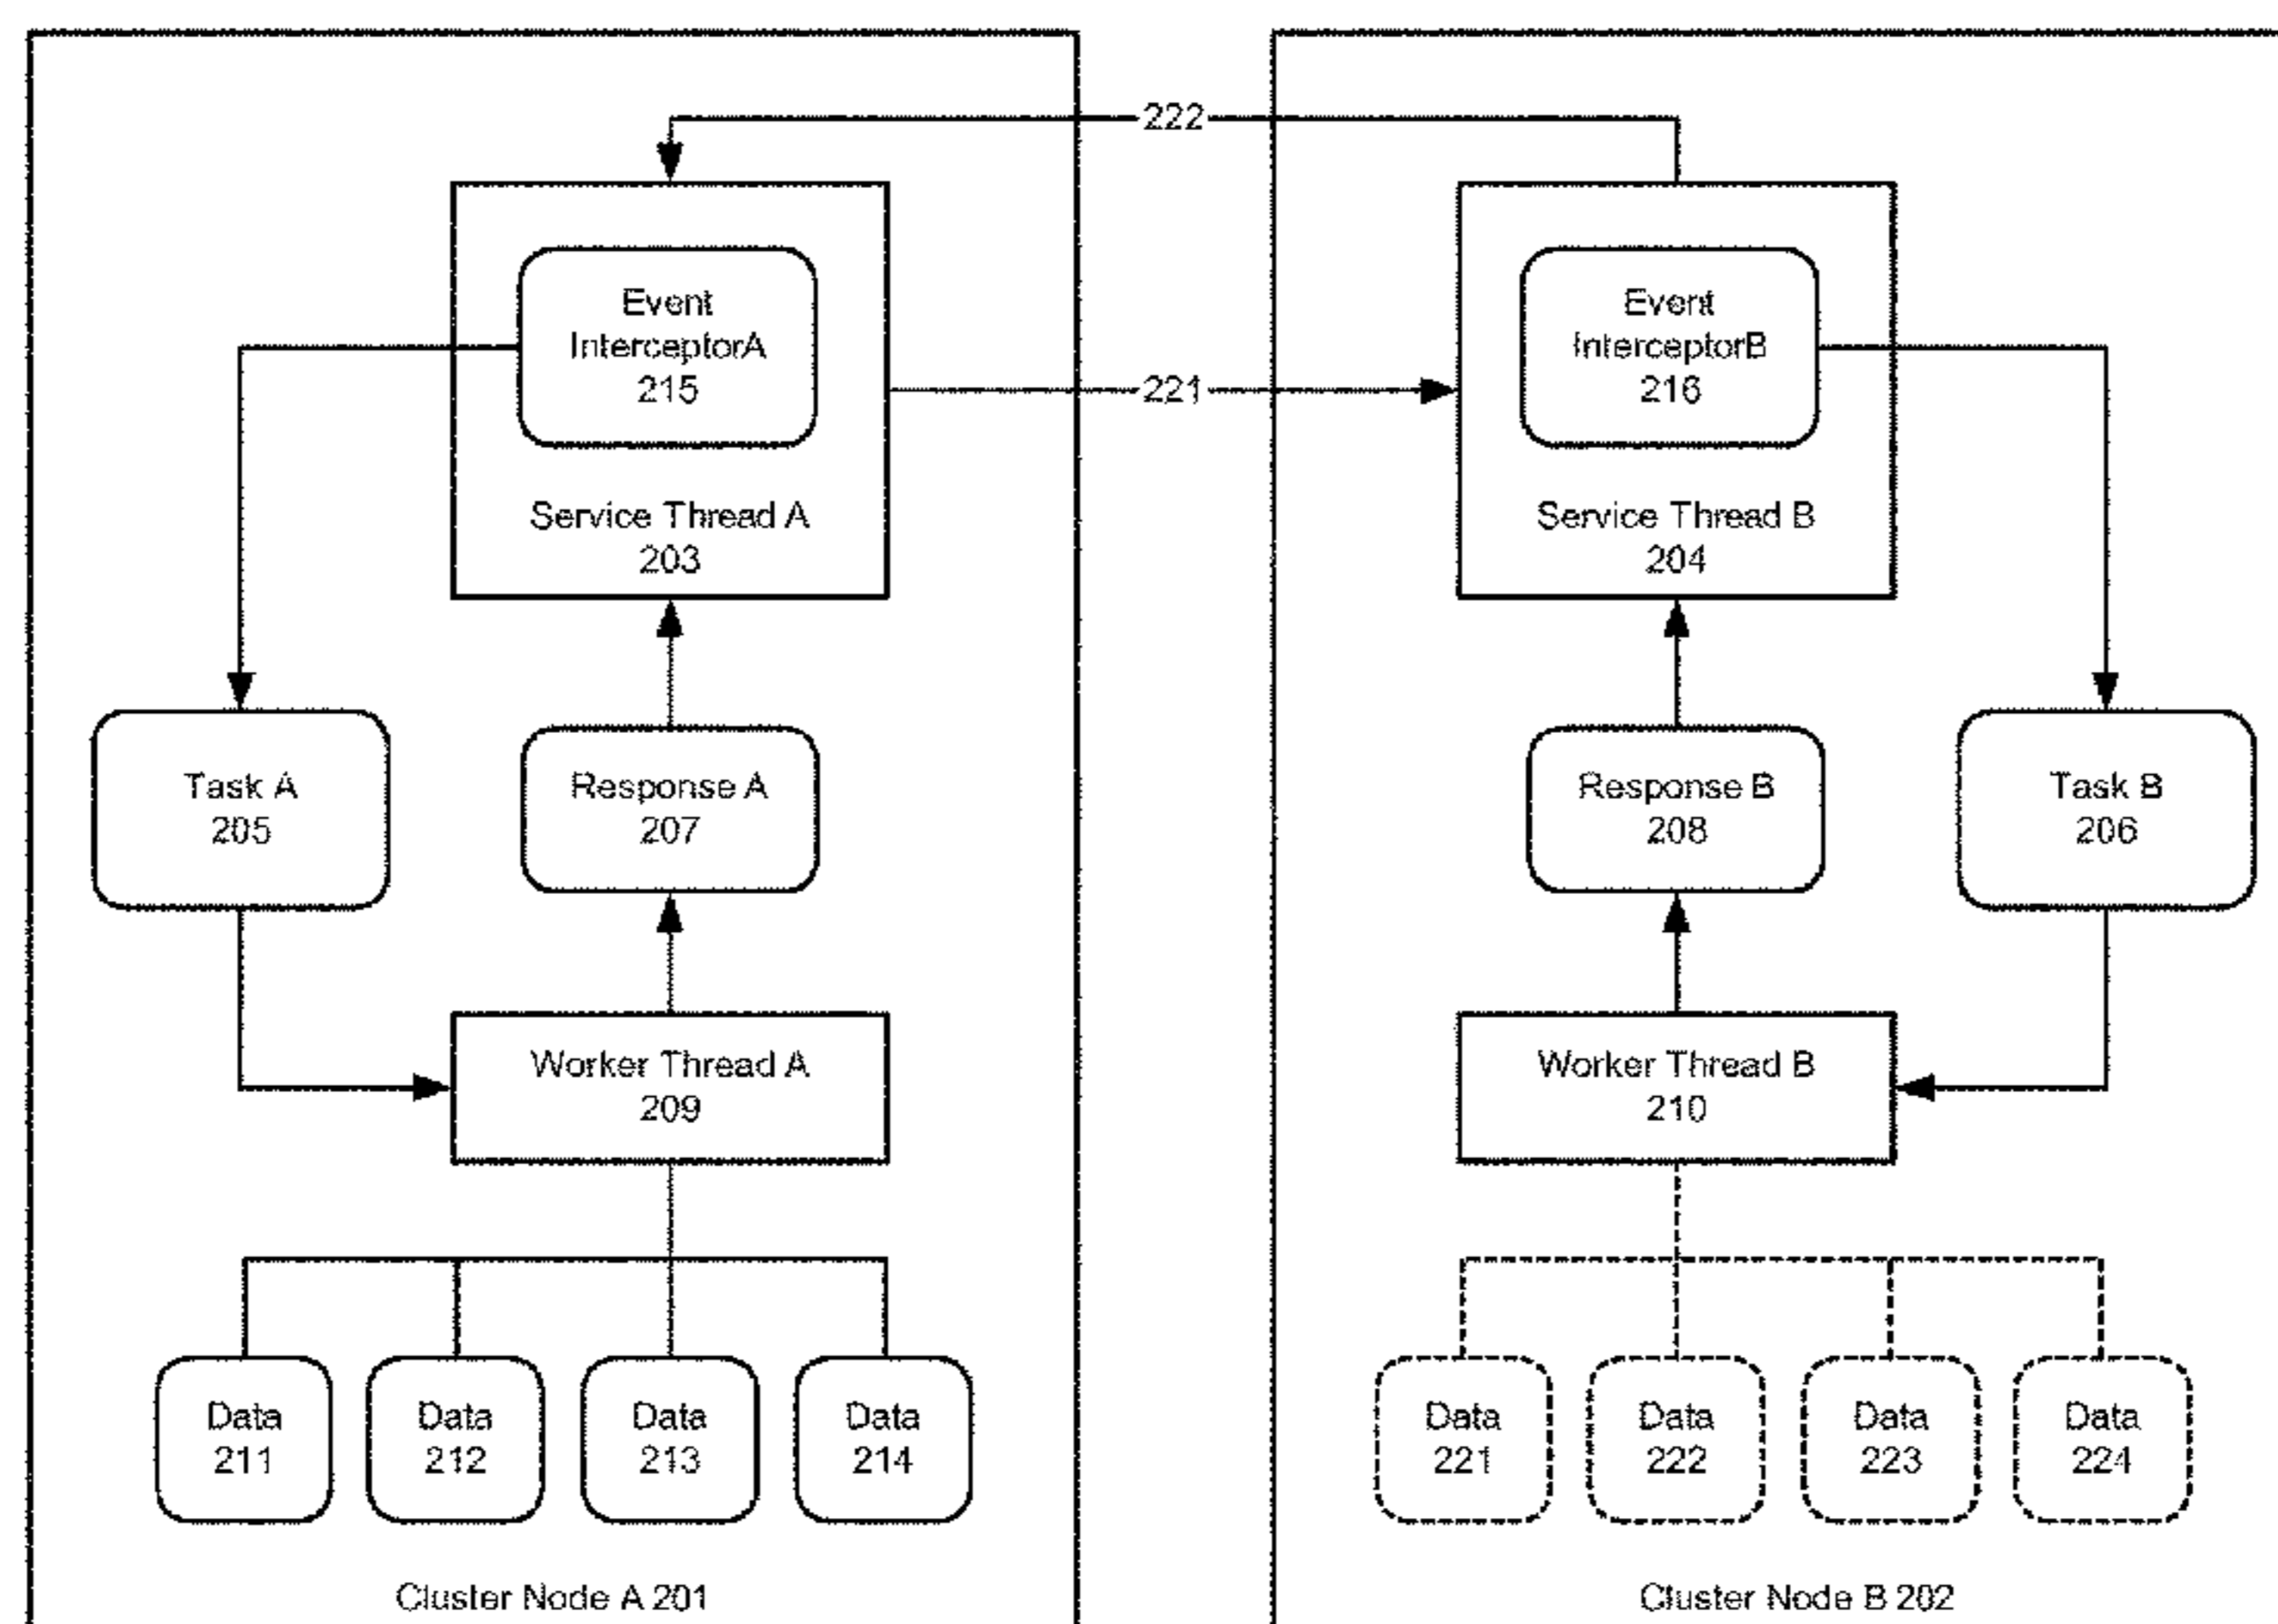 222
Event
InterceptorA
215
Event
InterceptorB
216
221
Service Thread A
203
Service Thread B
204
Task A
205
Response A
207
Response B
208
Task B
206
Worker Thread A
209
Worker Thread B
210
Data
211
Data
212
Data
213
Data
214
Data
221
Data
222
Data
223
Data
224
Cluster Node A 201
Cluster Node B 202